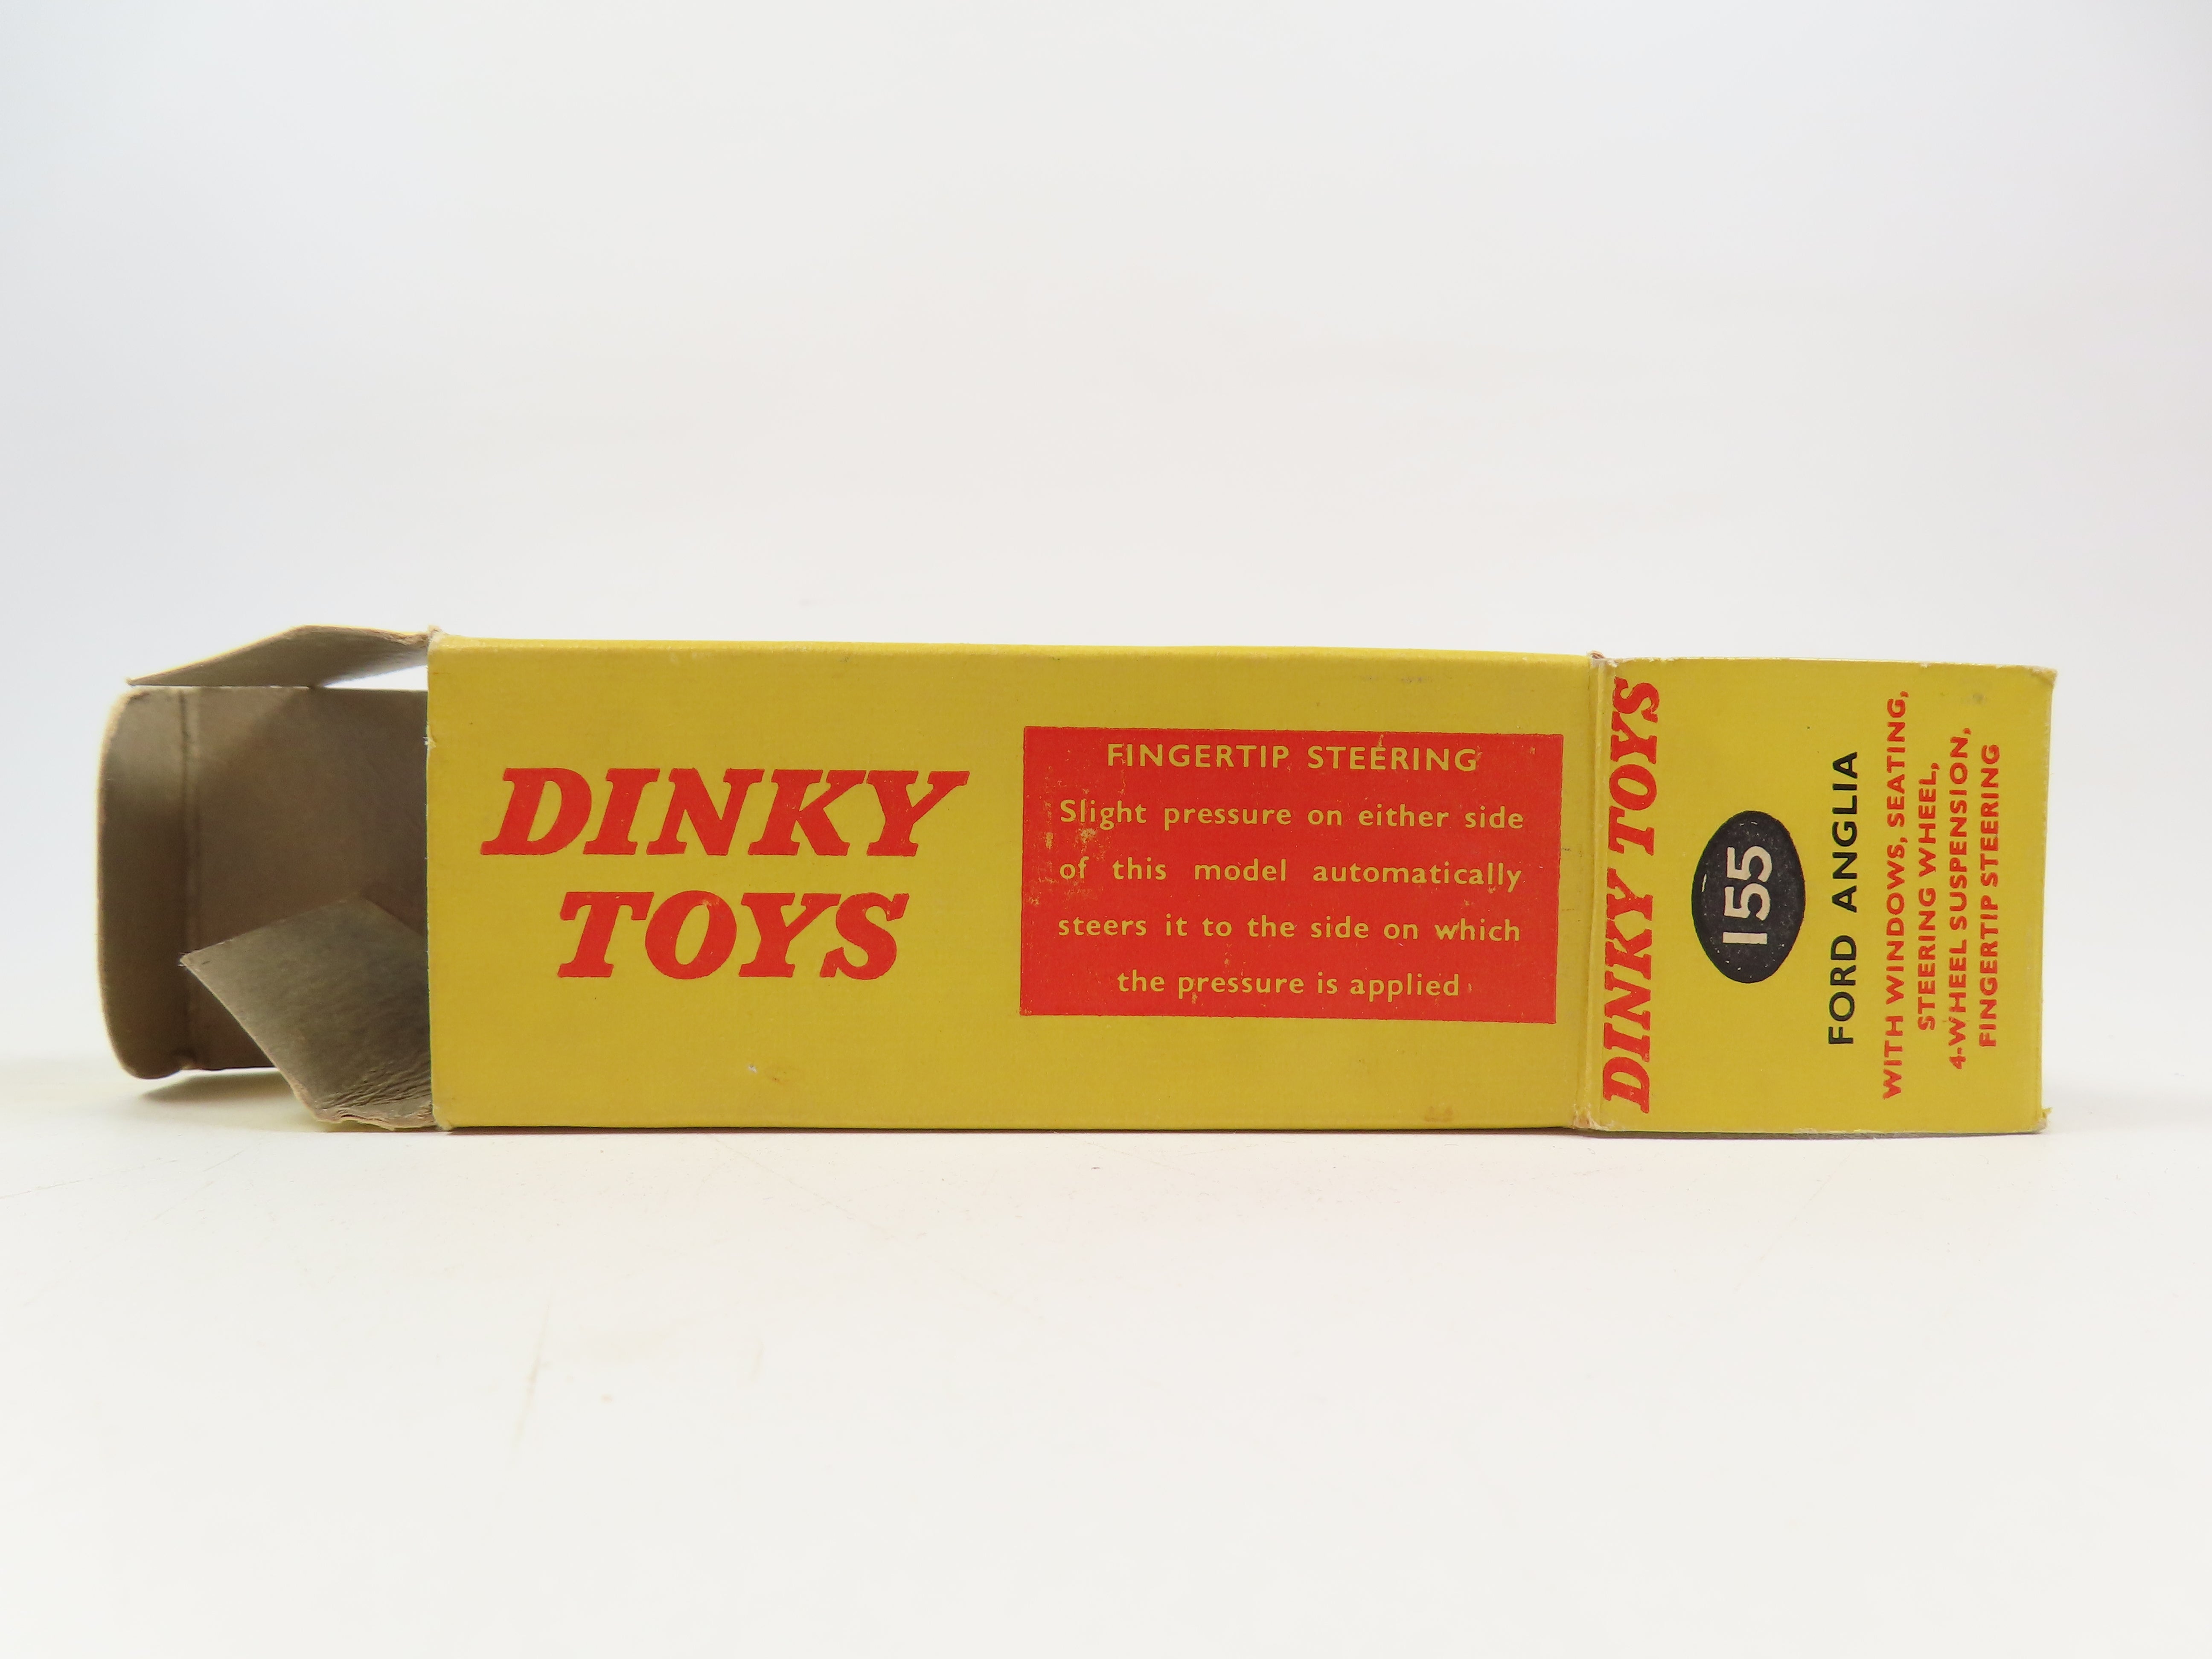 DINKY
TOYS
FINGERTIP STEERING
Slight pressure on either side
of this model automatically
steers it to the side on which
the pressure is applied
DINKY TOYS
155
FORD ANGLIA
WITH WINDOWS, SEATING,
STEERING WHEEL,
4-WHEEL SUSPENSION,
FINGERTIP STEERING